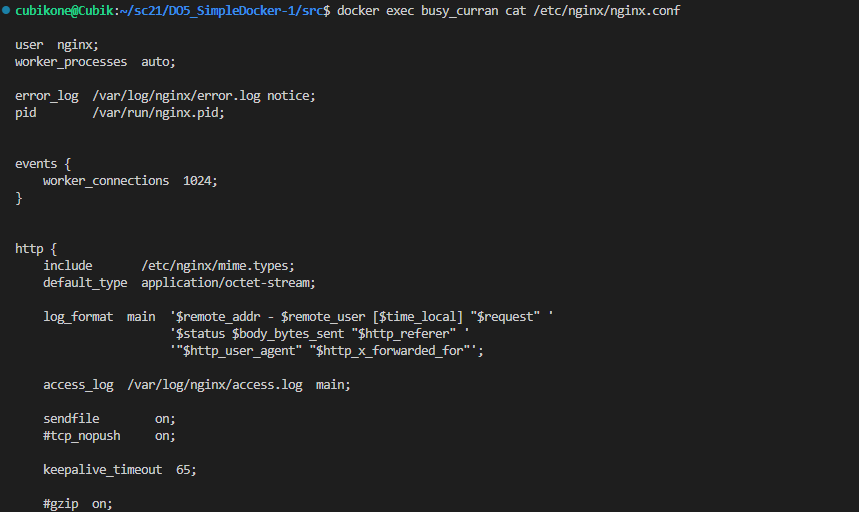 cubikone@Cubik:~/sc21/DO5_SimpleDocker-1/src$ docker exec busy_curran cat /etc/nginx/nginx.conf
user  nginx;
worker_processes  auto;
error_log  /var/log/nginx/error.log notice;
pid        /var/run/nginx.pid;
events {
    worker_connections  1024;
}
http {
    include       /etc/nginx/mime.types;
    default_type  application/octet-stream;
    log_format  main  '$remote_addr - $remote_user [$time_local] "$request" '
                      '$status $body_bytes_sent "$http_referer" '
                      '"$http_user_agent" "$http_x_forwarded_for"';
    access_log  /var/log/nginx/access.log  main;
    sendfile        on;
    #tcp_nopush     on;
    keepalive_timeout  65;
    #gzip  on;